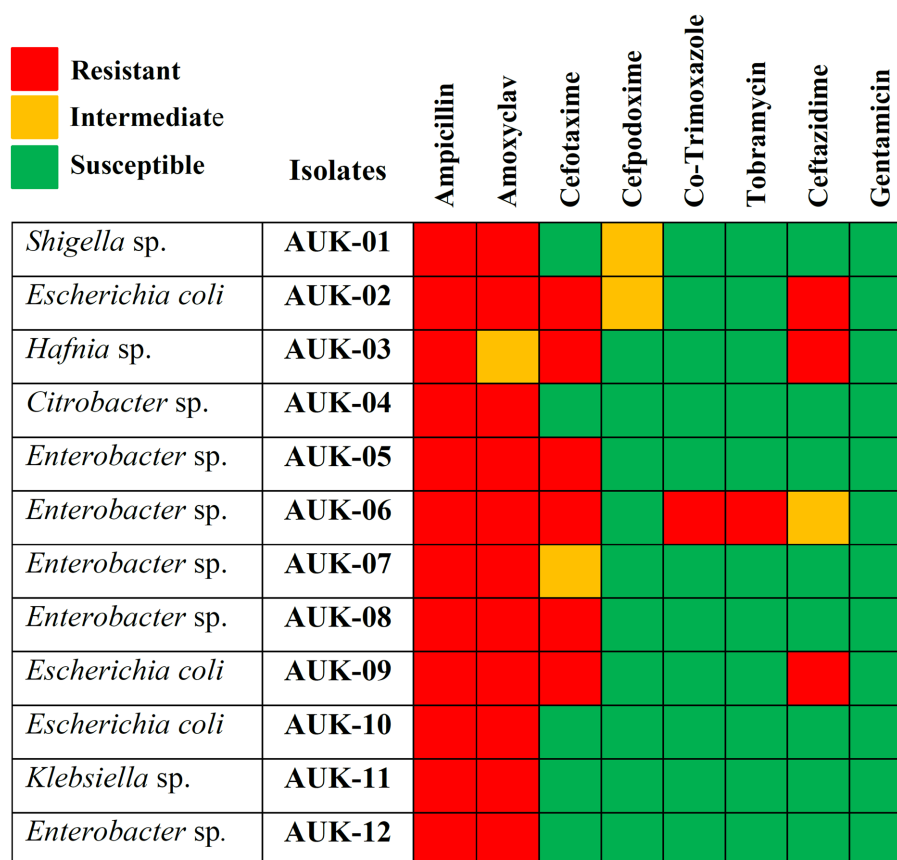 Resistant
Intermediate
Susceptible
Isolates
Ampicillin
Amoxyclav
Cefotaxime
Cefpodoxime
Co-Trimoxazole
Tobramycin
Ceftazidime
Gentamicin
Shigella sp. AUK-01
Escherichia coli AUK-02
Hafnia sp. AUK-03
Citrobacter sp. AUK-04
Enterobacter sp. AUK-05
Enterobacter sp. AUK-06
Enterobacter sp. AUK-07
Enterobacter sp. AUK-08
Escherichia coli AUK-09
Escherichia coli AUK-10
Klebsiella sp. AUK-11
Enterobacter sp. AUK-12